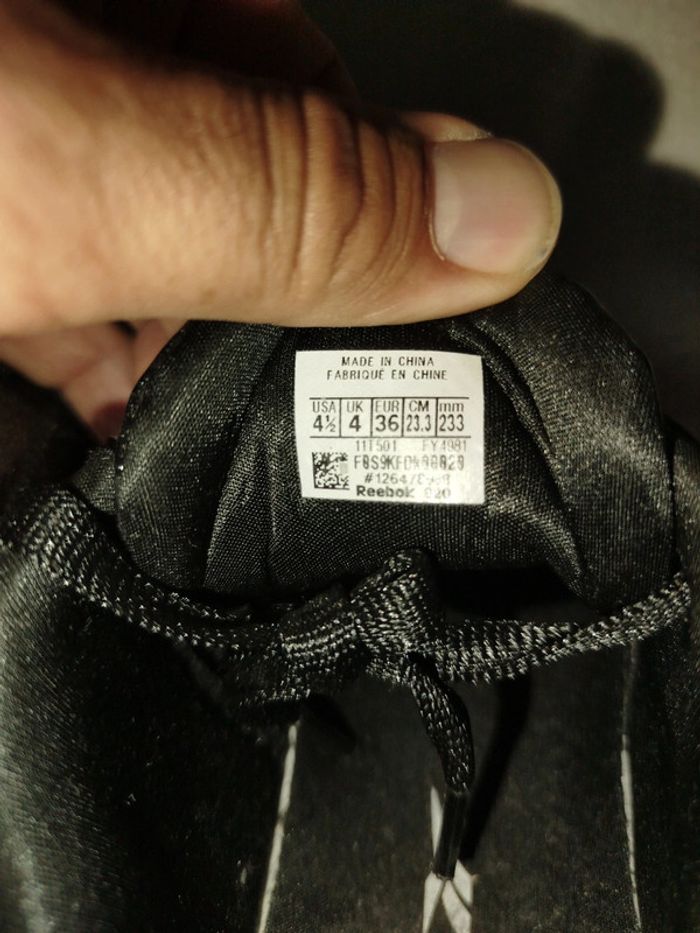 MADE IN CHINA
FABRIQUÉ EN CHINE
USA UK EUR CM mm
4½ 4 36 23.3 233
11T501 FY4981
Reebok 020